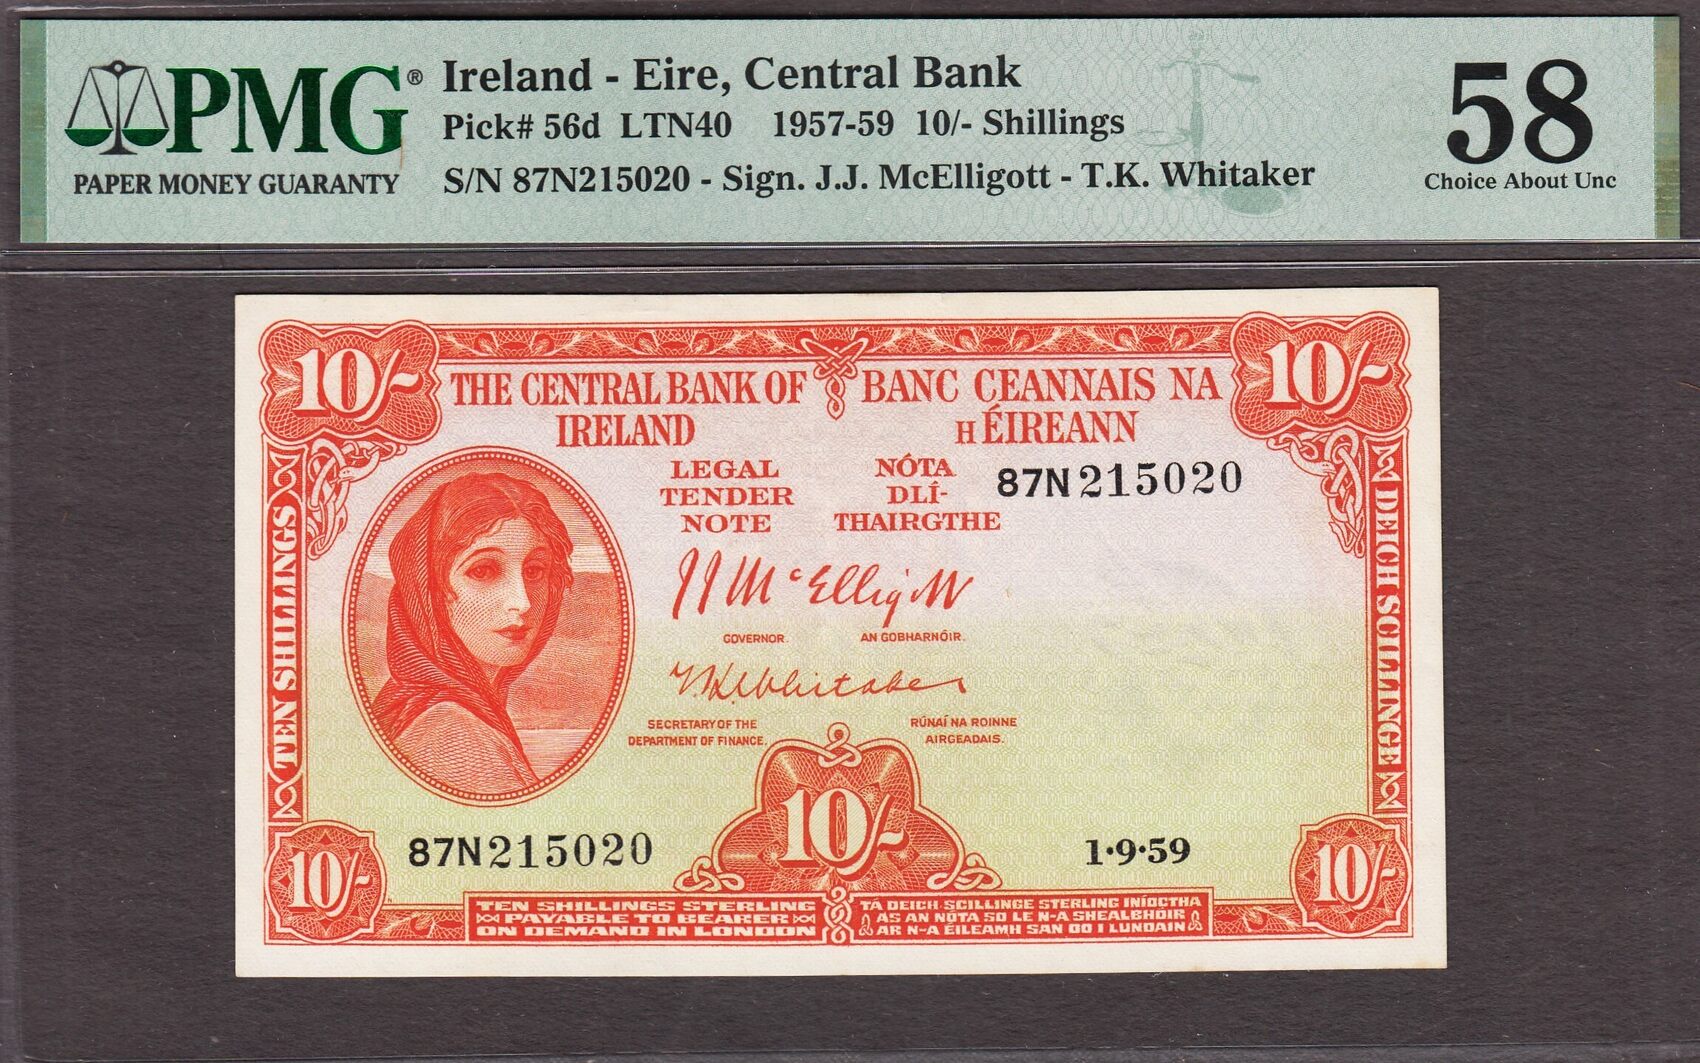 PMG®
PAPER MONEY GUARANTY
Ireland - Eire, Central Bank
Pick# 56d LTN40 1957-59 10/- Shillings
S/N 87N215020 - Sign. J.J. McElligott - T.K. Whitaker
58
Choice About Unc
10/-
10/-
THE CENTRAL BANK OF
IRELAND
BANC CEANNAIS NA
H ÉIREANN
LEGAL
TENDER
NOTE
NÓTA
DLÍ-
THAIRGTHE
87N215020
TEN SHILLINGS
DEICH SCILLINGE
JJ McElligott
GOVERNOR. AN GOBHARNÓIR.
TKWhitaker
SECRETARY OF THE
DEPARTMENT OF FINANCE.
RÚNAÍ NA ROINNE
AIRGEADAIS.
87N215020
10/-
1·9·59
10/-
10/-
TEN SHILLINGS STERLING
PAYABLE TO BEARER
ON DEMAND IN LONDON
TÁ DEICH SCILLINGE STERLING INÍOCTHA
AS AN NÓTA SO LE N-A SHEALBHÓIR
AR N-A ÉILEAMH SAN DO I LUNDAIN